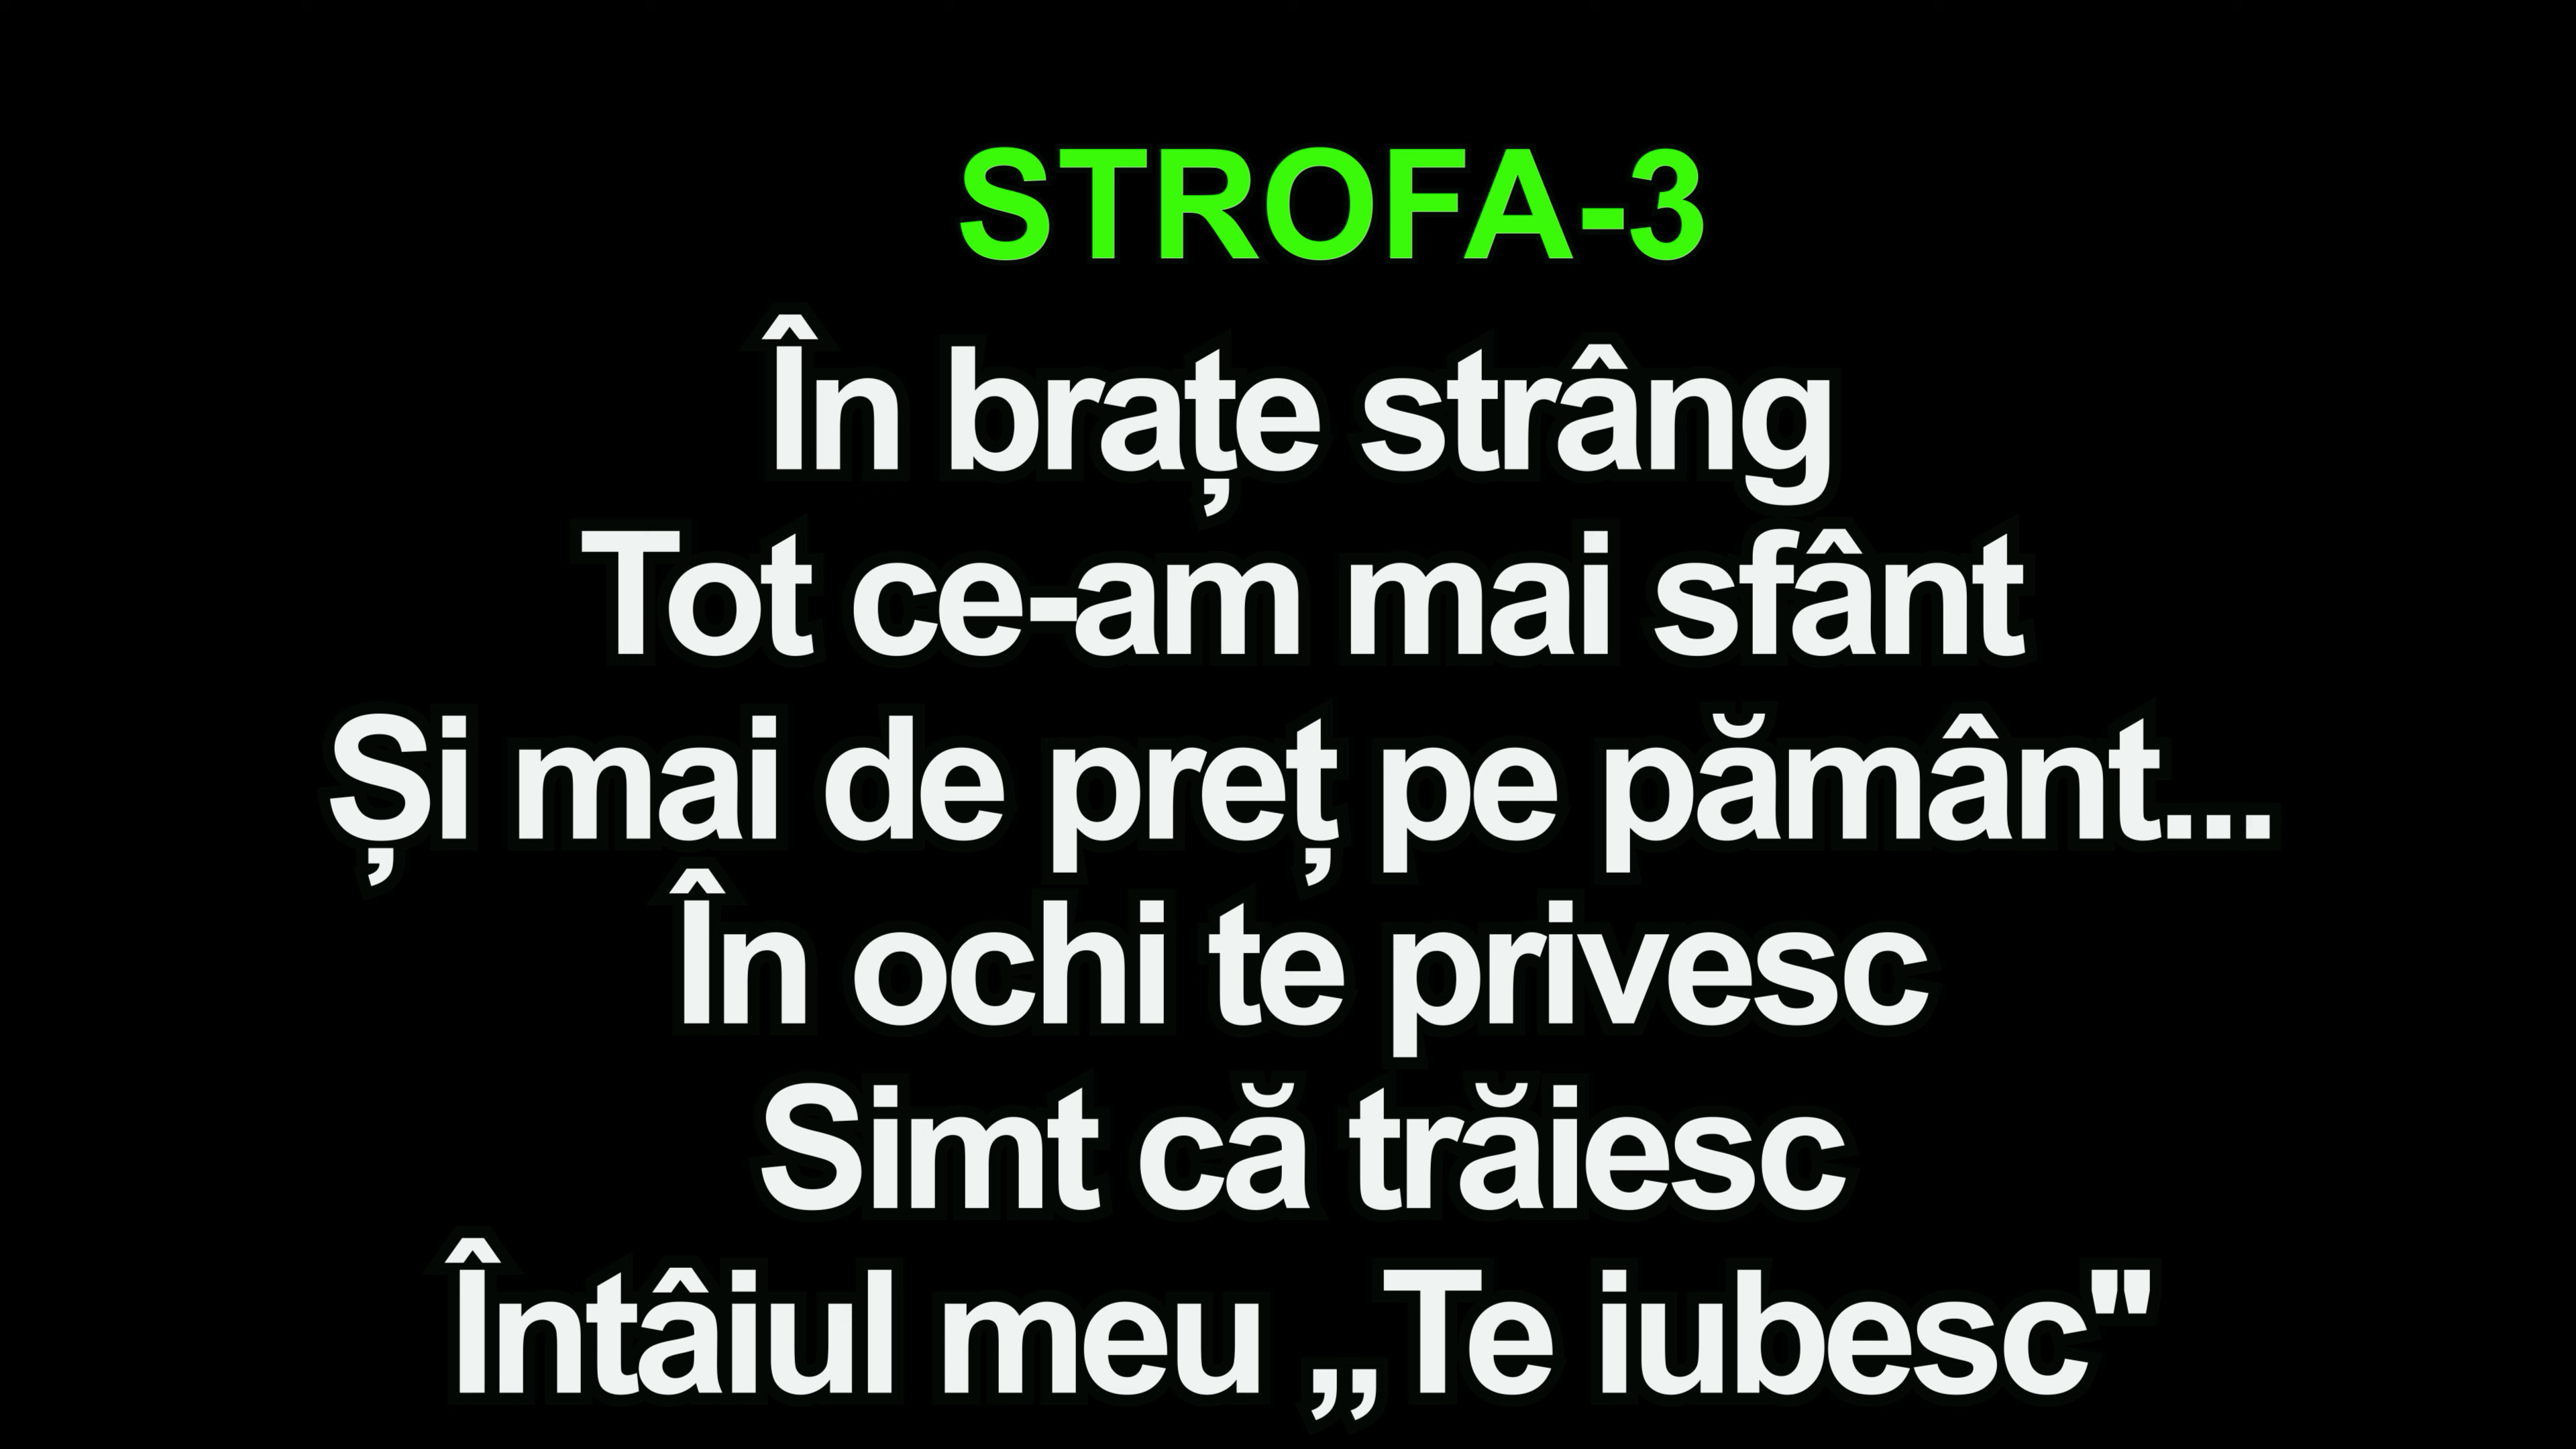 STROFA-3
În brațe strâng
Tot ce-am mai sfânt
Și mai de preț pe pământ...
În ochi te privesc
Simt că trăiesc
Întâiul meu ,,Te iubesc"